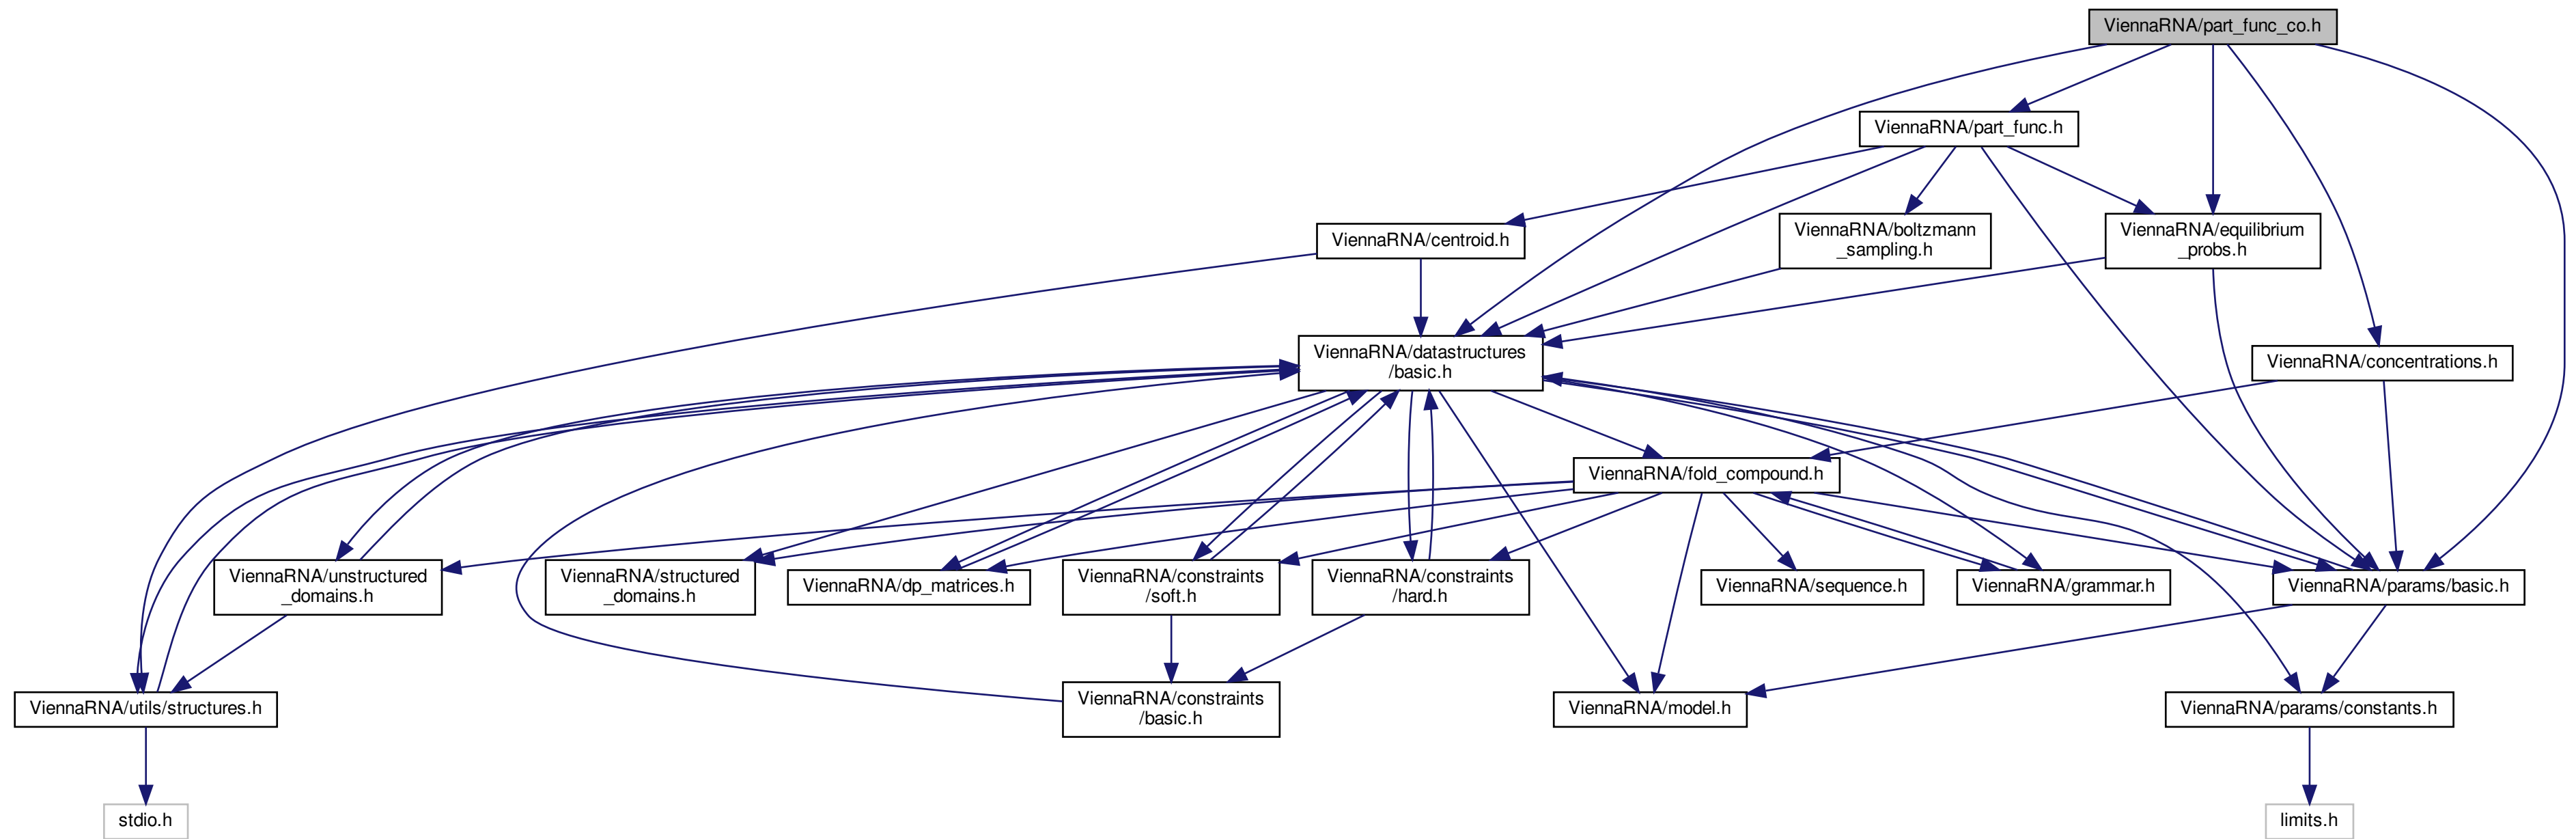 ViennaRNA/part_func_co.h
ViennaRNA/part_func.h
ViennaRNA/centroid.h
ViennaRNA/boltzmann
_sampling.h
ViennaRNA/equilibrium
_probs.h
ViennaRNA/datastructures
/basic.h
ViennaRNA/concentrations.h
ViennaRNA/fold_compound.h
ViennaRNA/unstructured
_domains.h
ViennaRNA/structured
_domains.h
ViennaRNA/dp_matrices.h
ViennaRNA/constraints
/soft.h
ViennaRNA/constraints
/hard.h
ViennaRNA/sequence.h
ViennaRNA/grammar.h
ViennaRNA/params/basic.h
ViennaRNA/utils/structures.h
ViennaRNA/constraints
/basic.h
ViennaRNA/model.h
ViennaRNA/params/constants.h
stdio.h
limits.h